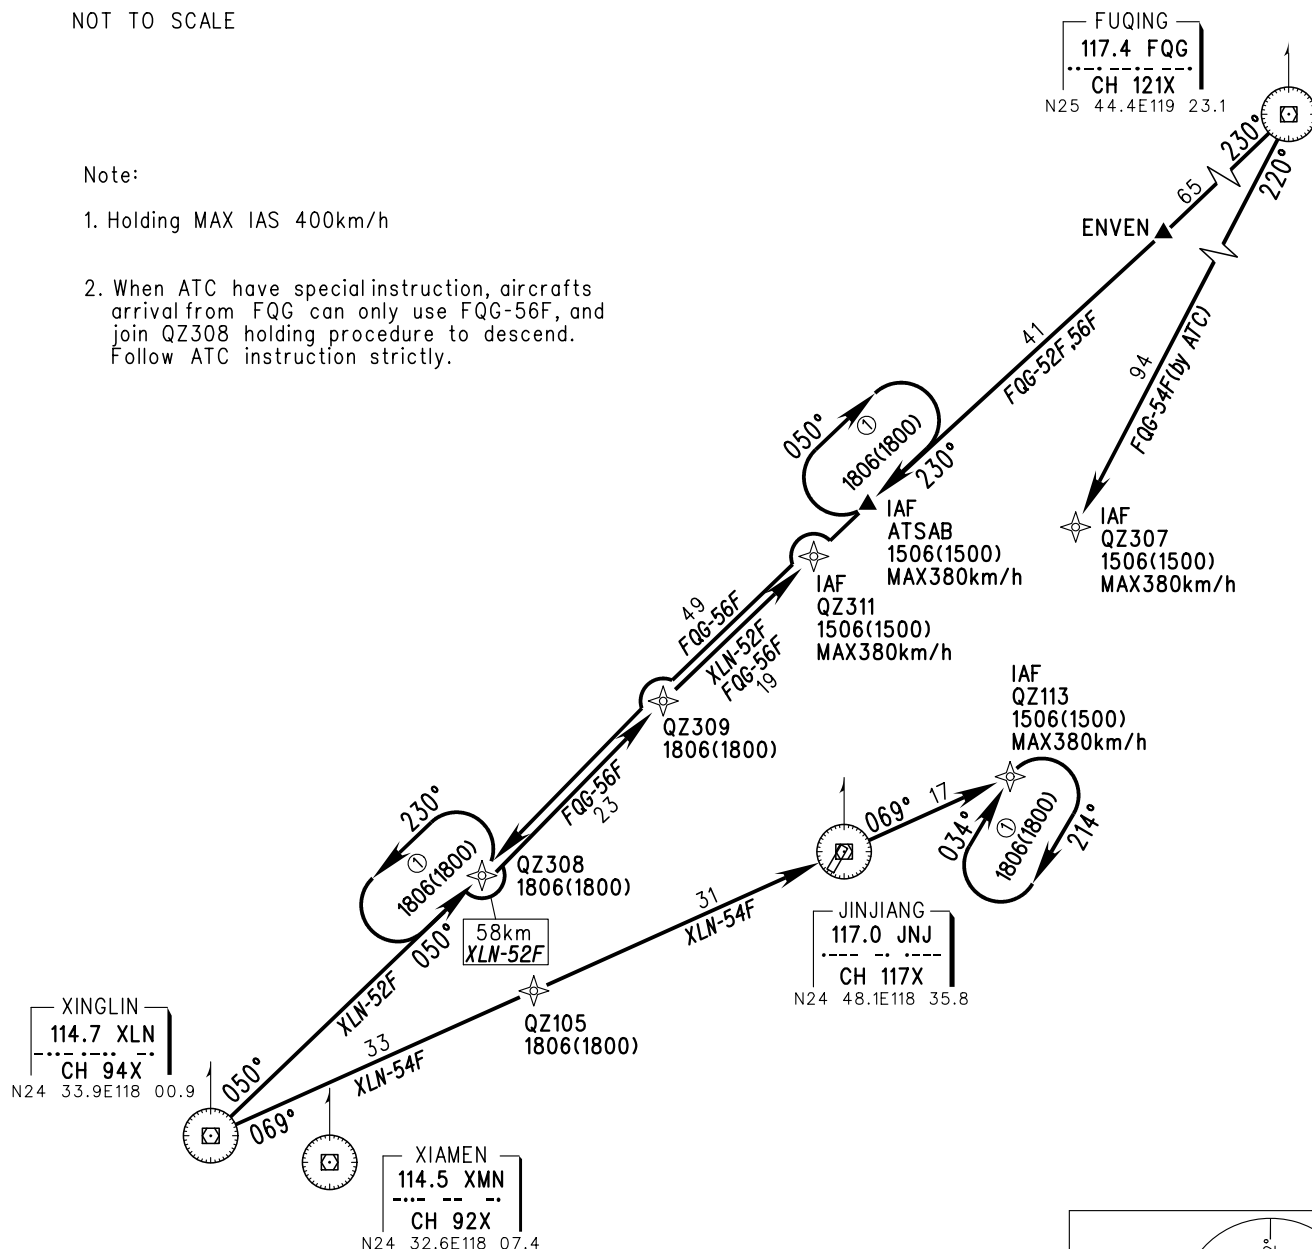 NOT TO SCALE
FUQING
117.4 FQG
CH 121X
N25 44.4E119 23.1
Note:
1. Holding MAX IAS 400km/h
2. When ATC have special instruction, aircrafts
arrival from FQG can only use FQG-56F, and
join QZ308 holding procedure to descend.
Follow ATC instruction strictly.
230°
220°
65
ENVEN
41
FQG-52F,56F
94
FQG-54F(by ATC)
050°
①
1806(1800)
230°
IAF
ATSAB
1506(1500)
MAX380km/h
IAF
QZ307
1506(1500)
MAX380km/h
IAF
QZ311
1506(1500)
MAX380km/h
49
FQG-56F
XLN-52F
FQG-56F
19
QZ309
1806(1800)
IAF
QZ113
1506(1500)
MAX380km/h
FQG-56F
23
230°
①
1806(1800)
050°
QZ308
1806(1800)
58km
XLN-52F
069°
17
034°
①
1806(1800)
214°
31
XLN-54F
JINJIANG
117.0 JNJ
CH 117X
N24 48.1E118 35.8
XLN-52F
QZ105
1806(1800)
XINGLIN
114.7 XLN
CH 94X
N24 33.9E118 00.9
050°
069°
33
XLN-54F
XIAMEN
114.5 XMN
CH 92X
N24 32.6E118 07.4